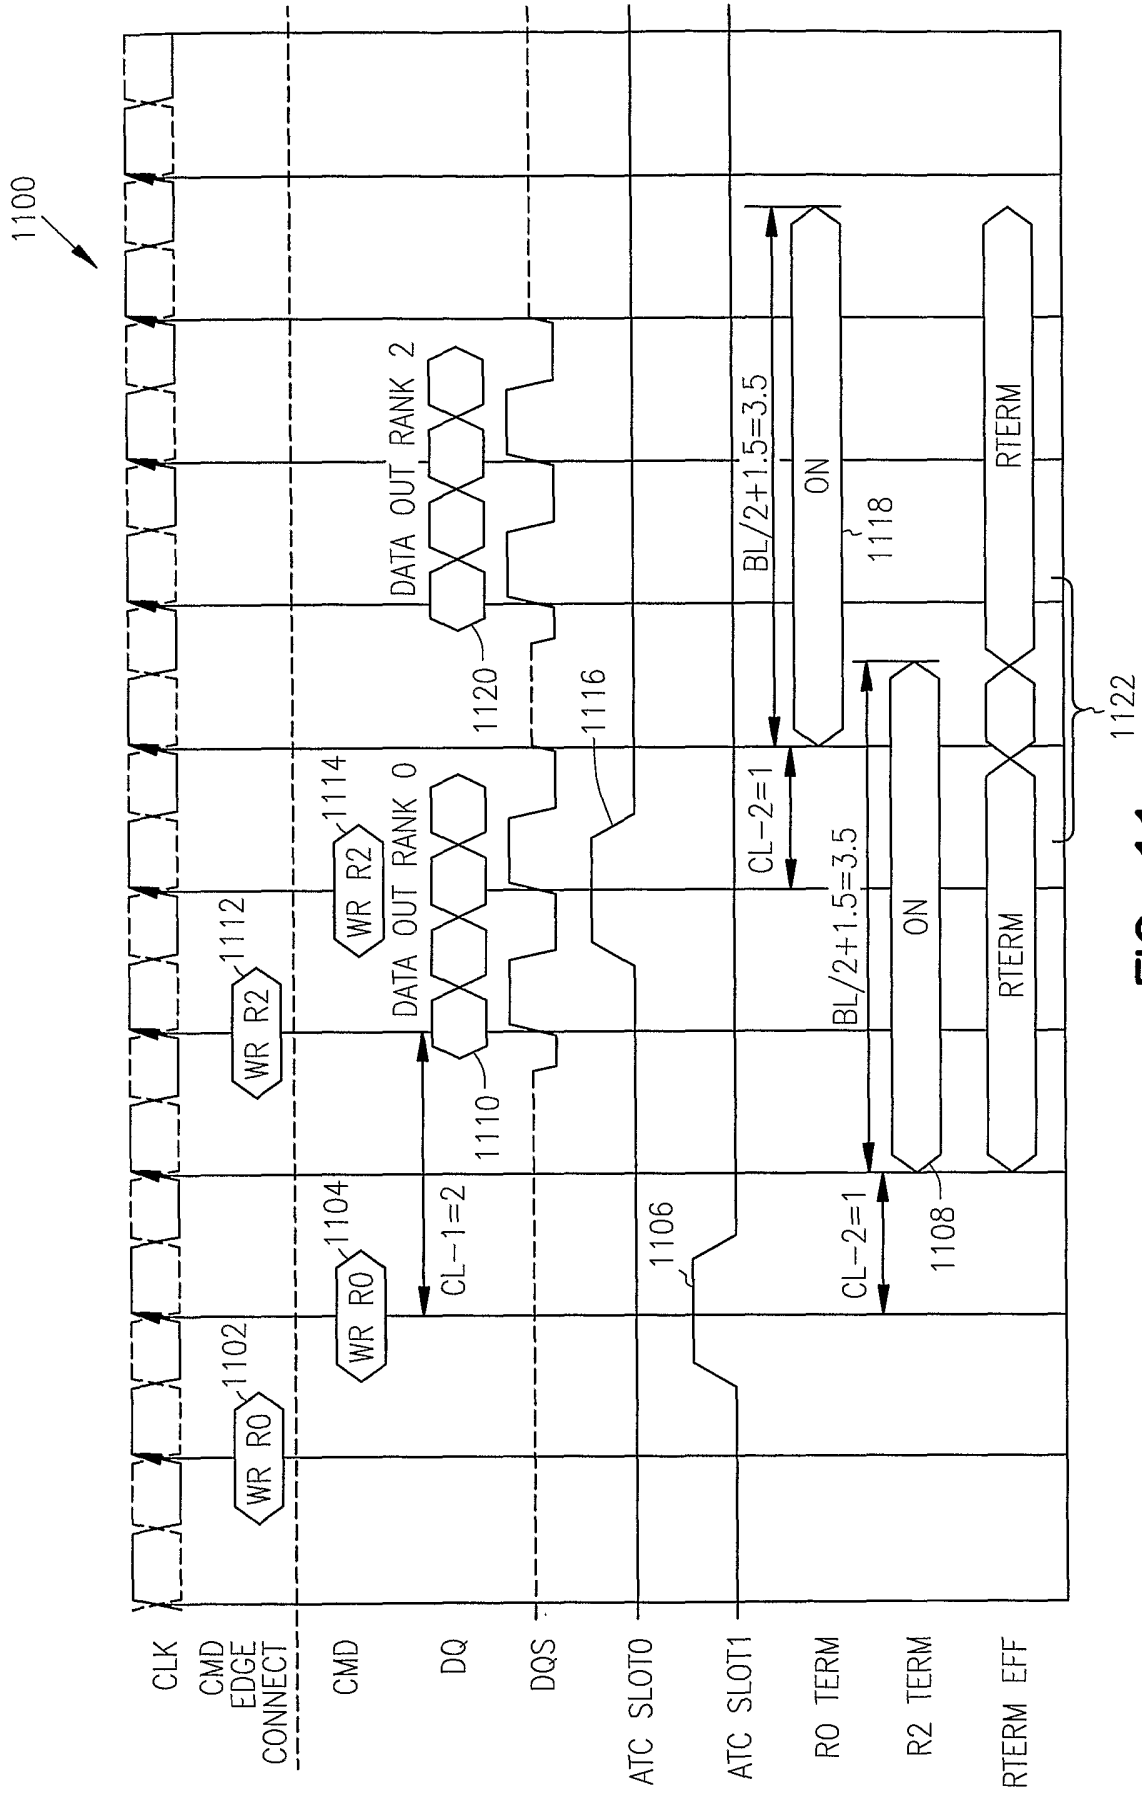 1100
CLK
CMD
EDGE
CONNECT
WR R0
1102
WR R2
1112
CMD
WR R0
1104
WR R2
1114
DQ
CL-1=2
1110
DATA OUT RANK 0
1120
DATA OUT RANK 2
DQS
ATC SLOT0
1116
ATC SLOT1
1106
R0 TERM
CL-2=1
BL/2+1.5=3.5
ON
1118
R2 TERM
CL-2=1
BL/2+1.5=3.5
ON
1108
RTERM EFF
RTERM
RTERM
1122